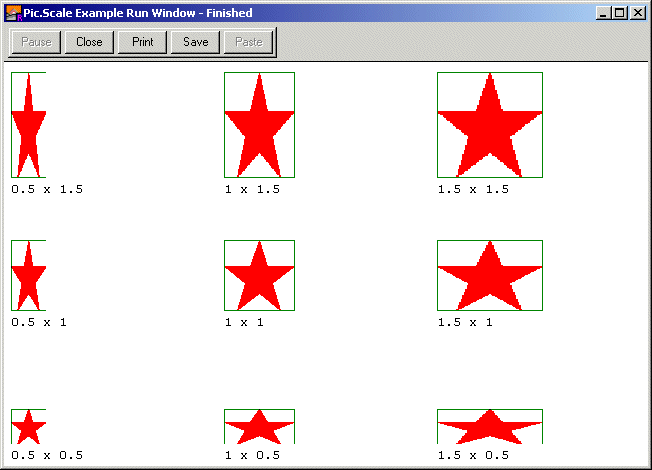 Pic.Scale Example Run Window - Finished
Pause Close Print Save Paste
0.5 x 1.5 1 x 1.5 1.5 x 1.5
0.5 x 1 1 x 1 1.5 x 1
0.5 x 0.5 1 x 0.5 1.5 x 0.5